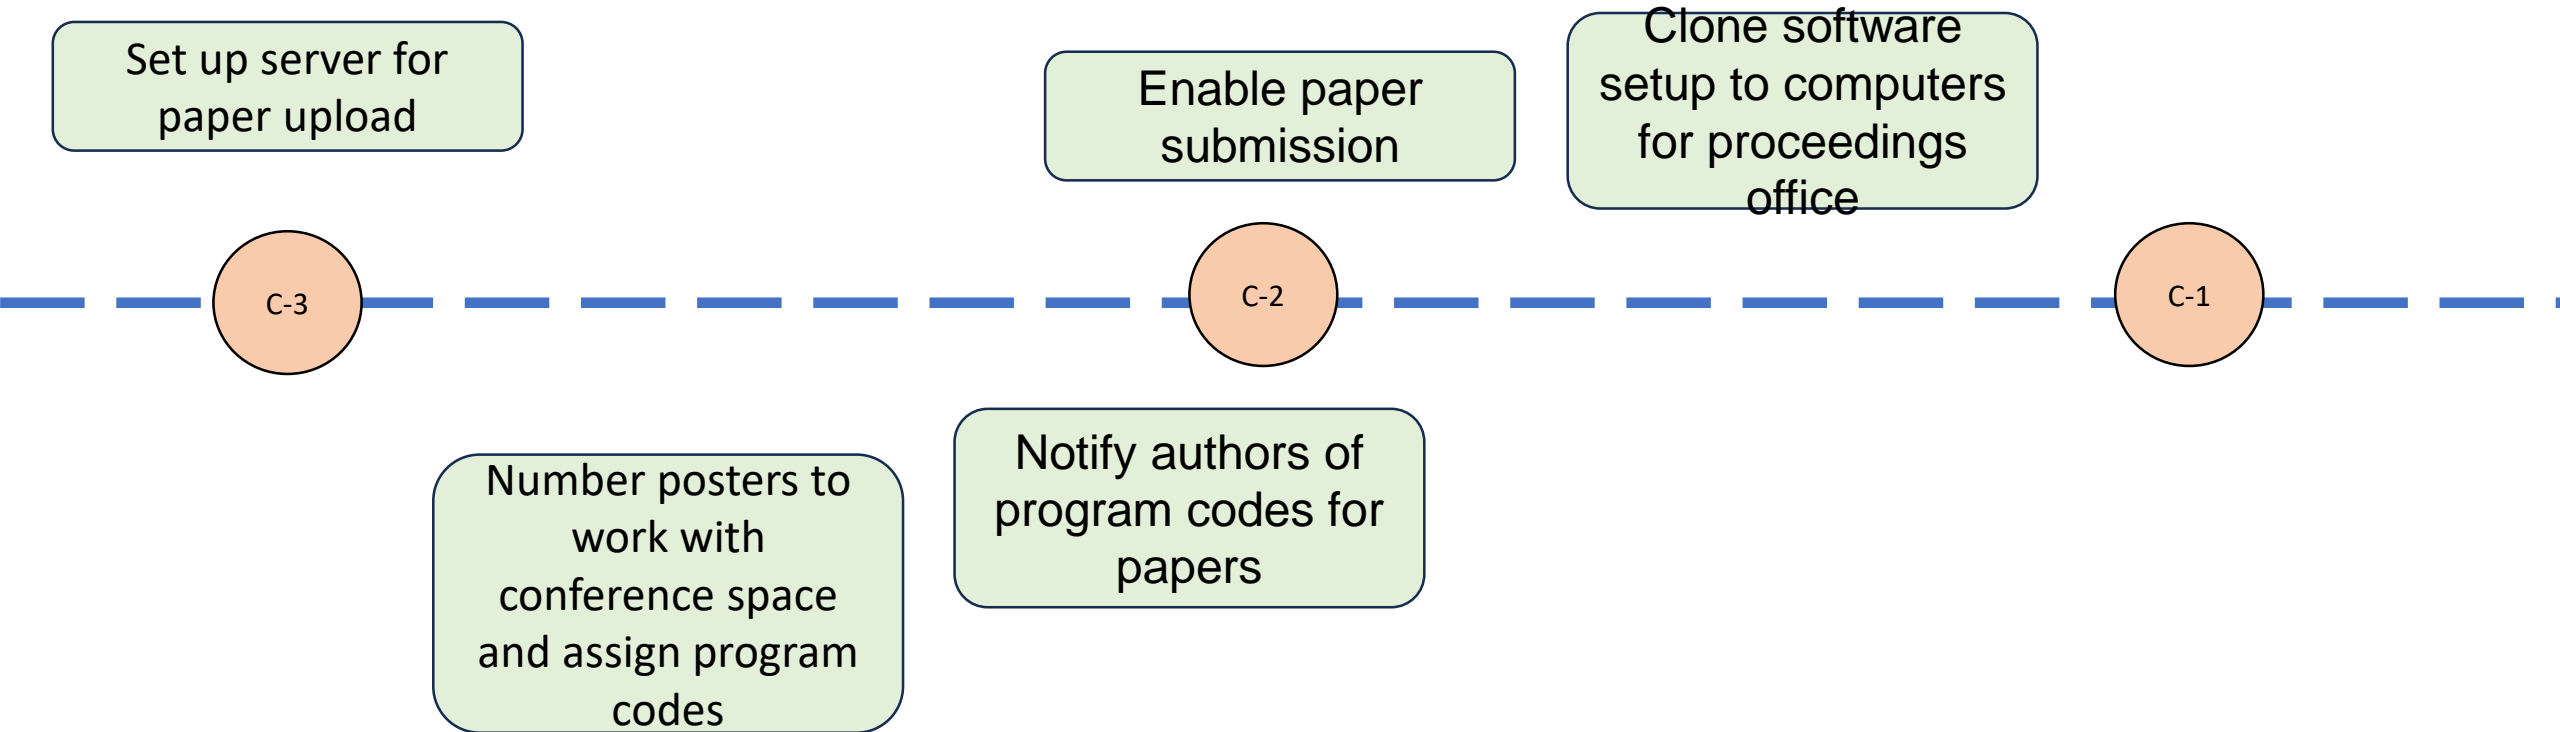 Set up server for
paper upload
Enable paper
submission
Clone software
setup to computers
for proceedings
office
C-3
C-2
C-1
Number posters to
work with
conference space
and assign program
codes
Notify authors of
program codes for
papers